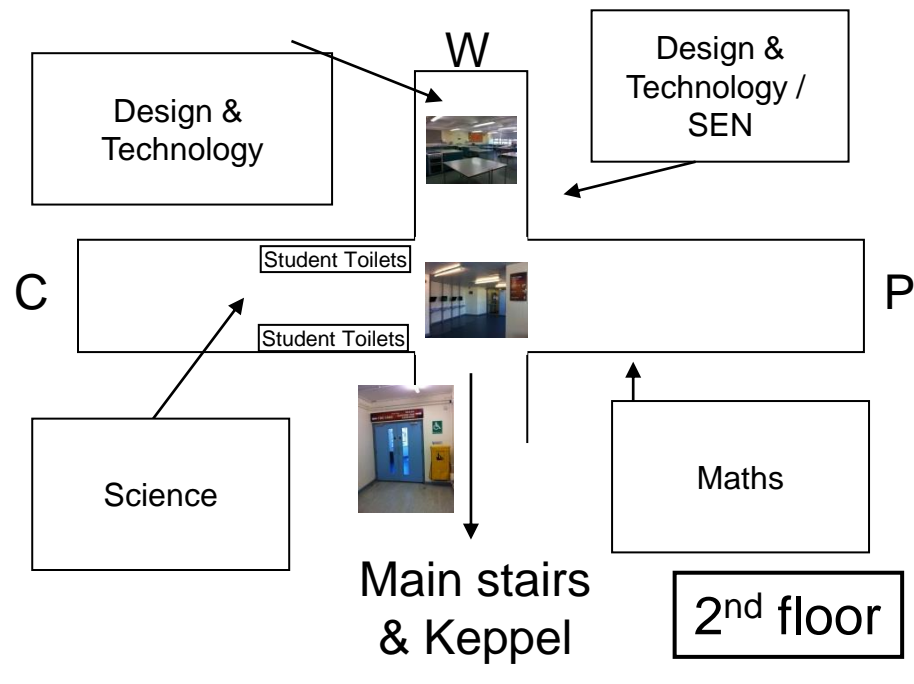 W
Design &
Technology
Design &
Technology /
SEN
C
Student Toilets
Student Toilets
P
Science
Maths
Main stairs
& Keppel
2nd floor